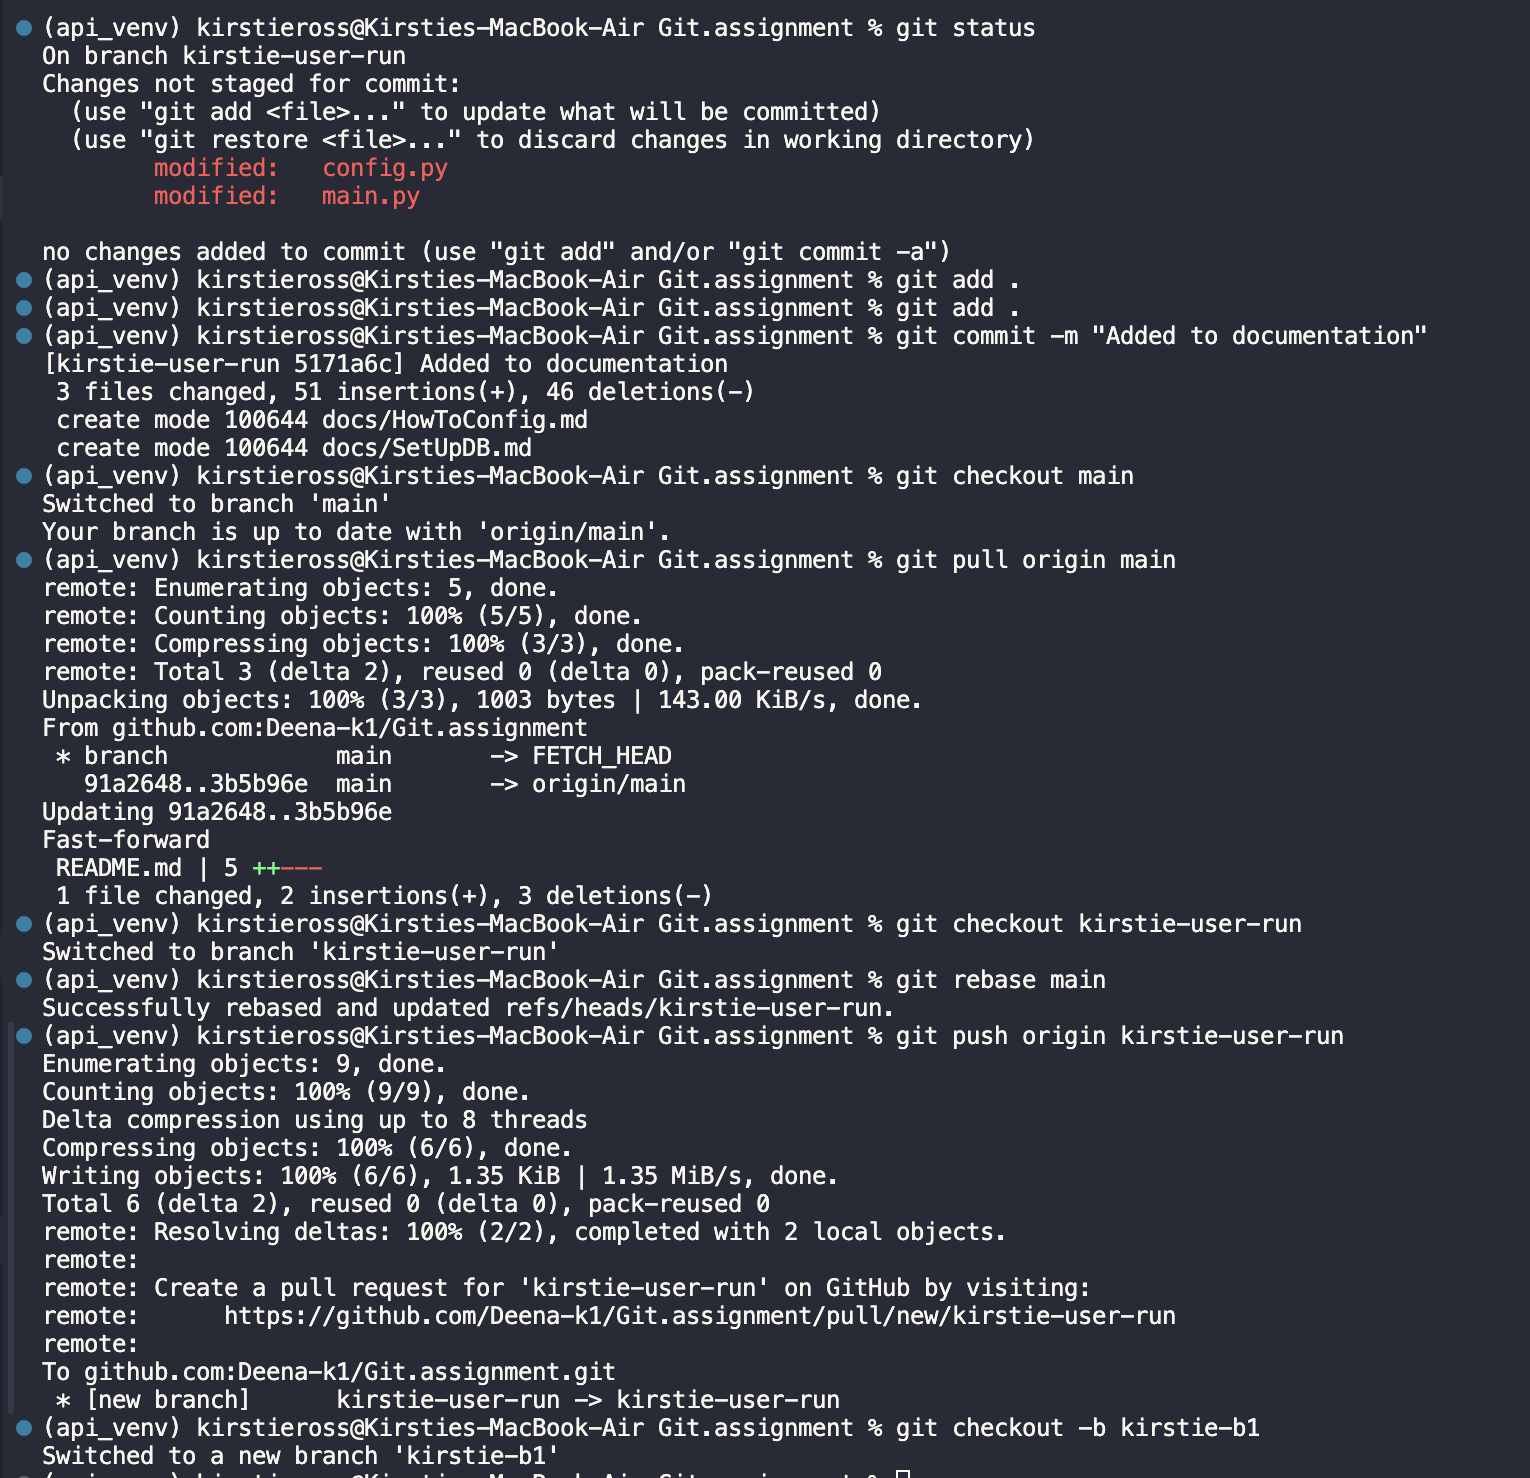 (api_venv) kirstieross@Kirsties-MacBook-Air Git.assignment % git status
On branch kirstie-user-run
Changes not staged for commit:
  (use "git add <file>..." to update what will be committed)
  (use "git restore <file>..." to discard changes in working directory)
        modified:   config.py
        modified:   main.py

no changes added to commit (use "git add" and/or "git commit -a")
(api_venv) kirstieross@Kirsties-MacBook-Air Git.assignment % git add .
(api_venv) kirstieross@Kirsties-MacBook-Air Git.assignment % git add .
(api_venv) kirstieross@Kirsties-MacBook-Air Git.assignment % git commit -m "Added to documentation"
[kirstie-user-run 5171a6c] Added to documentation
 3 files changed, 51 insertions(+), 46 deletions(-)
 create mode 100644 docs/HowToConfig.md
 create mode 100644 docs/SetUpDB.md
(api_venv) kirstieross@Kirsties-MacBook-Air Git.assignment % git checkout main
Switched to branch 'main'
Your branch is up to date with 'origin/main'.
(api_venv) kirstieross@Kirsties-MacBook-Air Git.assignment % git pull origin main
remote: Enumerating objects: 5, done.
remote: Counting objects: 100% (5/5), done.
remote: Compressing objects: 100% (3/3), done.
remote: Total 3 (delta 2), reused 0 (delta 0), pack-reused 0
Unpacking objects: 100% (3/3), 1003 bytes | 143.00 KiB/s, done.
From github.com:Deena-k1/Git.assignment
 * branch            main       -> FETCH_HEAD
   91a2648..3b5b96e  main       -> origin/main
Updating 91a2648..3b5b96e
Fast-forward
 README.md | 5 ++---
 1 file changed, 2 insertions(+), 3 deletions(-)
(api_venv) kirstieross@Kirsties-MacBook-Air Git.assignment % git checkout kirstie-user-run
Switched to branch 'kirstie-user-run'
(api_venv) kirstieross@Kirsties-MacBook-Air Git.assignment % git rebase main
Successfully rebased and updated refs/heads/kirstie-user-run.
(api_venv) kirstieross@Kirsties-MacBook-Air Git.assignment % git push origin kirstie-user-run
Enumerating objects: 9, done.
Counting objects: 100% (9/9), done.
Delta compression using up to 8 threads
Compressing objects: 100% (6/6), done.
Writing objects: 100% (6/6), 1.35 KiB | 1.35 MiB/s, done.
Total 6 (delta 2), reused 0 (delta 0), pack-reused 0
remote: Resolving deltas: 100% (2/2), completed with 2 local objects.
remote:
remote: Create a pull request for 'kirstie-user-run' on GitHub by visiting:
remote:      https://github.com/Deena-k1/Git.assignment/pull/new/kirstie-user-run
remote:
To github.com:Deena-k1/Git.assignment.git
 * [new branch]      kirstie-user-run -> kirstie-user-run
(api_venv) kirstieross@Kirsties-MacBook-Air Git.assignment % git checkout -b kirstie-b1
Switched to a new branch 'kirstie-b1'